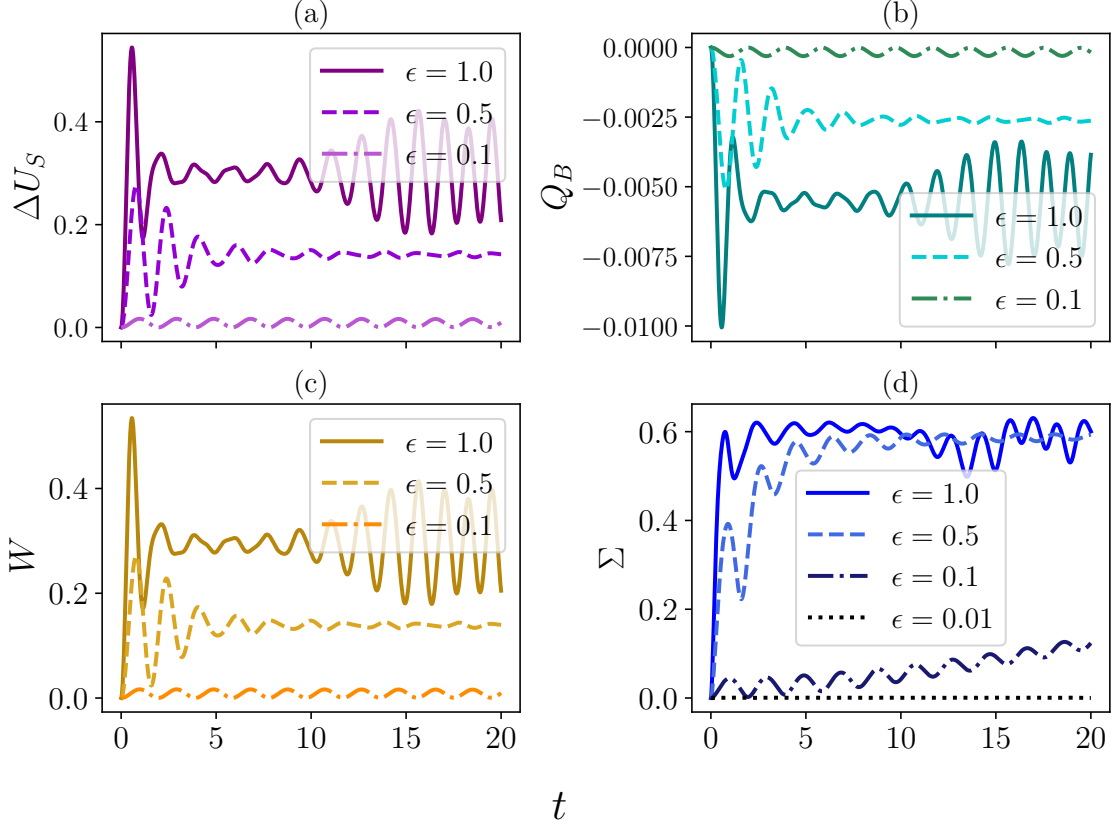 (a)
ΔU_S
0.4
0.2
0.0
ϵ = 1.0
ϵ = 0.5
ϵ = 0.1
(b)
Q_B
0.0000
−0.0025
−0.0050
−0.0075
−0.0100
ϵ = 1.0
ϵ = 0.5
ϵ = 0.1
(c)
W
0.4
0.2
0.0
ϵ = 1.0
ϵ = 0.5
ϵ = 0.1
0 5 10 15 20
(d)
Σ
0.6
0.4
0.2
0.0
ϵ = 1.0
ϵ = 0.5
ϵ = 0.1
ϵ = 0.01
0 5 10 15 20
t